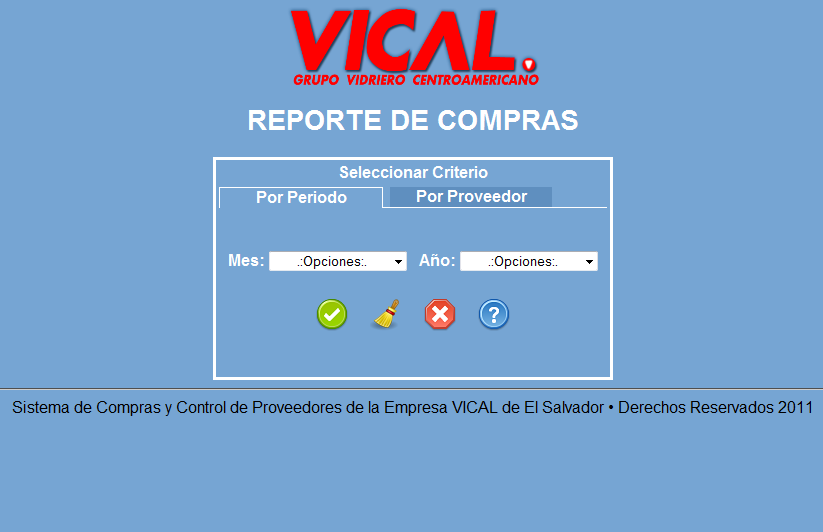 VICAL.
GRUPO VIDRIERO CENTROAMERICANO
REPORTE DE COMPRAS
Seleccionar Criterio
Por Periodo Por Proveedor
Mes: .:Opciones:. Año: .:Opciones:.
?
Sistema de Compras y Control de Proveedores de la Empresa VICAL de El Salvador • Derechos Reservados 2011